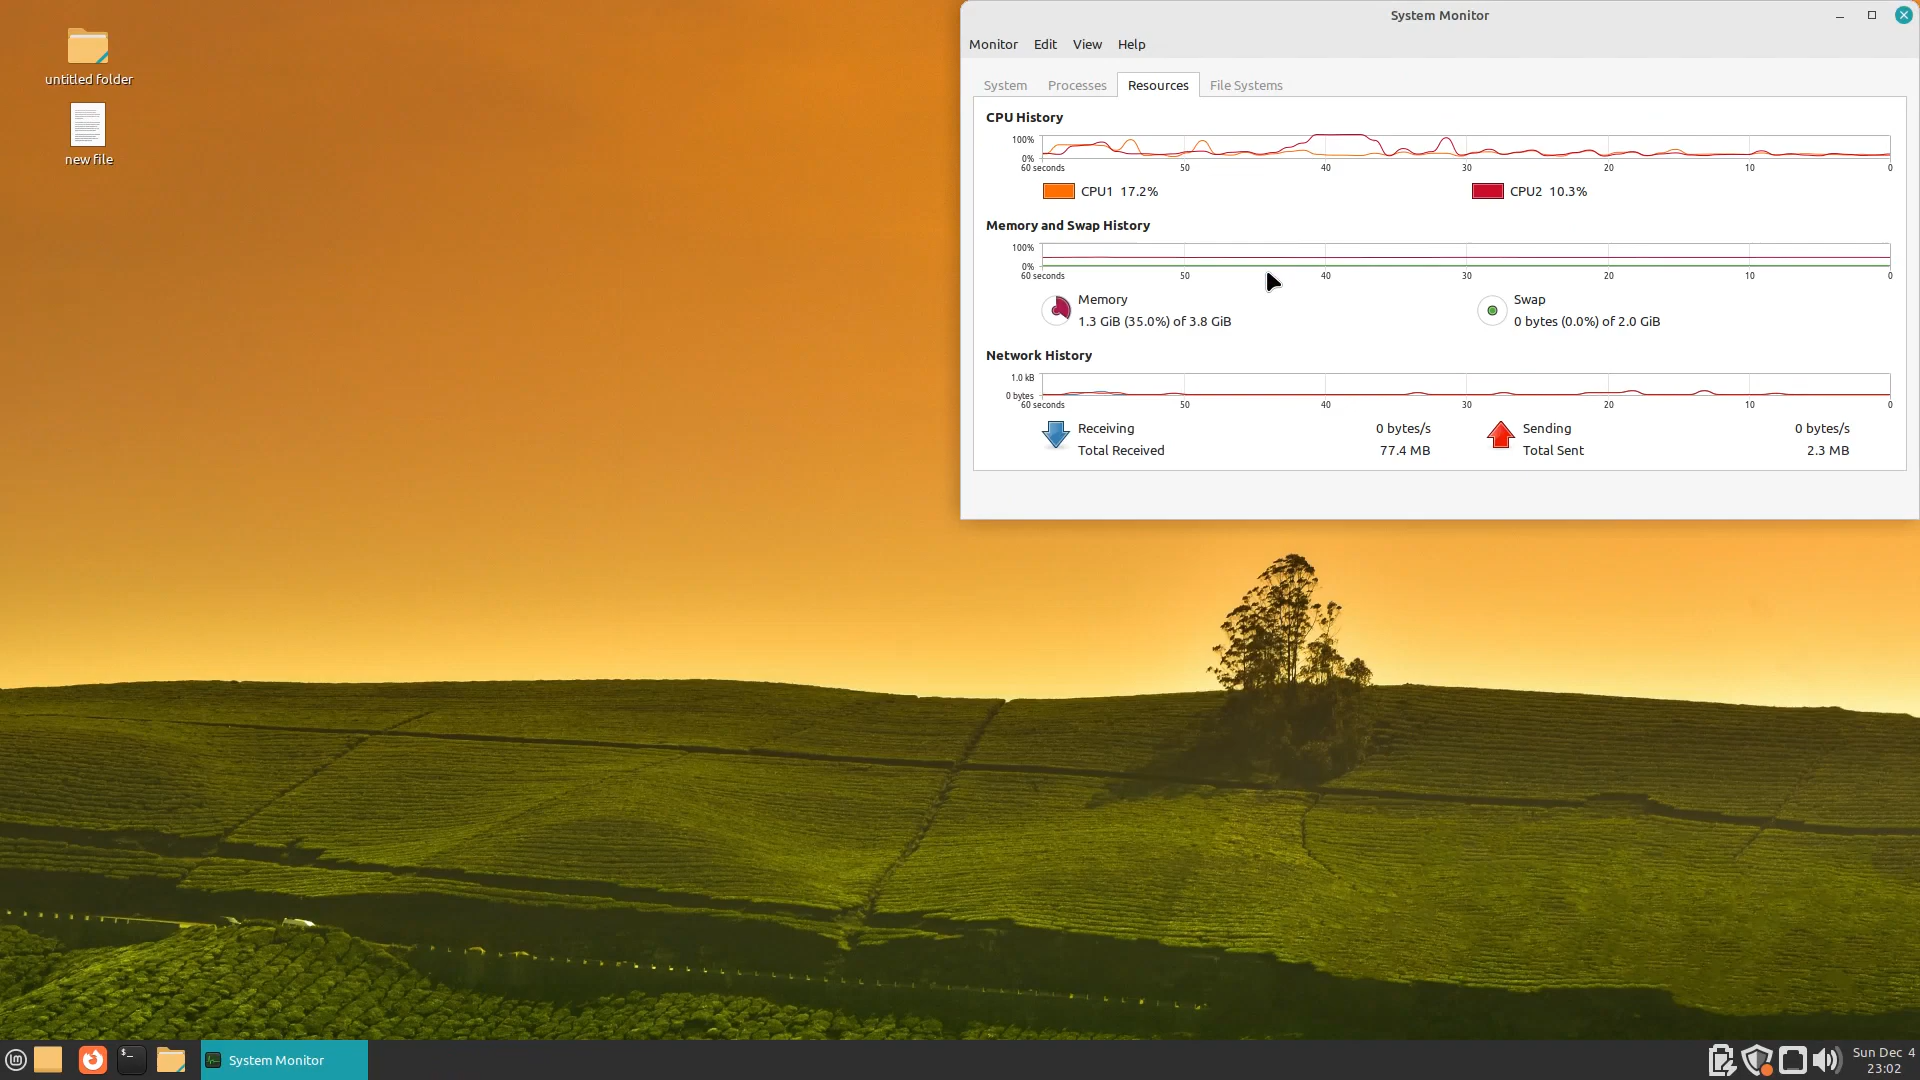 untitled folder
new file
System Monitor
Monitor Edit View Help
System Processes Resources File Systems
CPU History
100%
0%
60 seconds 50 40 30 20 10 0
CPU1 17.2% CPU2 10.3%
Memory and Swap History
100%
0%
60 seconds 50 40 30 20 10 0
Memory
1.3 GiB (35.0%) of 3.8 GiB
Swap
0 bytes (0.0%) of 2.0 GiB
Network History
1.0 kB
0 bytes
60 seconds 50 40 30 20 10 0
Receiving 0 bytes/s
Total Received 77.4 MB
Sending 0 bytes/s
Total Sent 2.3 MB
$_
System Monitor
Sun Dec 4
23:02